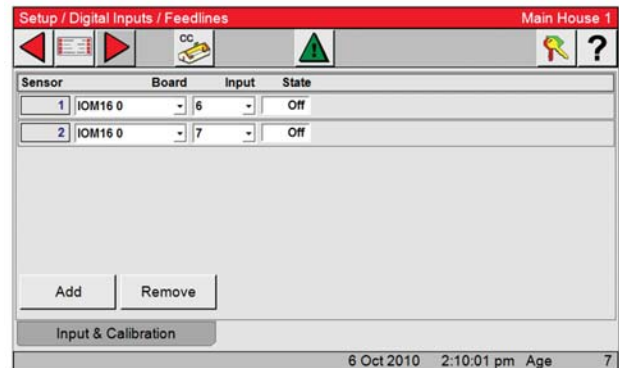 Setup / Digital Inputs / Feedlines Main House 1
CC ?
Sensor Board Input State
1 IOM16 0 6 Off
2 IOM16 0 7 Off
Add Remove
Input & Calibration
6 Oct 2010 2:10:01 pm Age 7